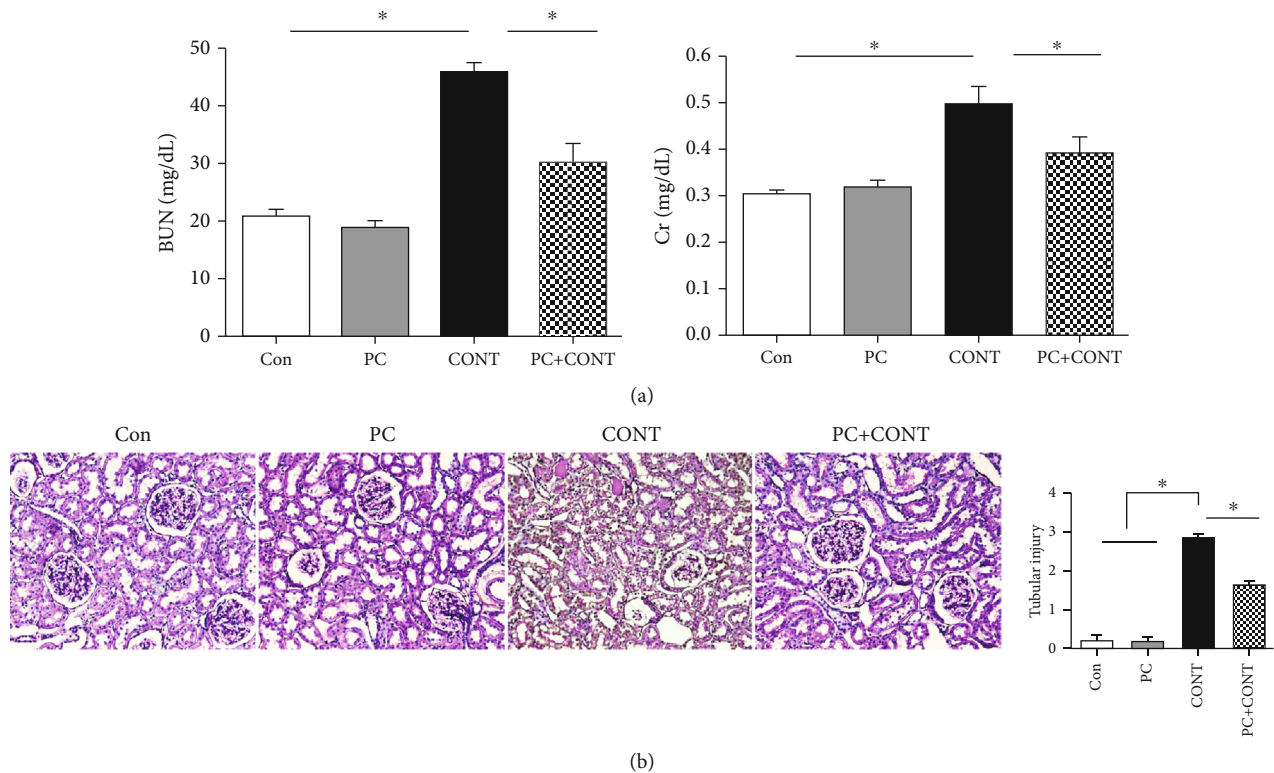 *
*
50
40
30
20
10
0
BUN (mg/dL)
Con
PC
CONT
PC+CONT
*
*
0.6
0.5
0.4
0.3
0.2
0.1
0.0
Cr (mg/dL)
Con
PC
CONT
PC+CONT
(a)
Con
PC
CONT
PC+CONT
*
*
4
3
2
1
0
Tubular injury
Con
PC
CONT
PC+CONT
(b)